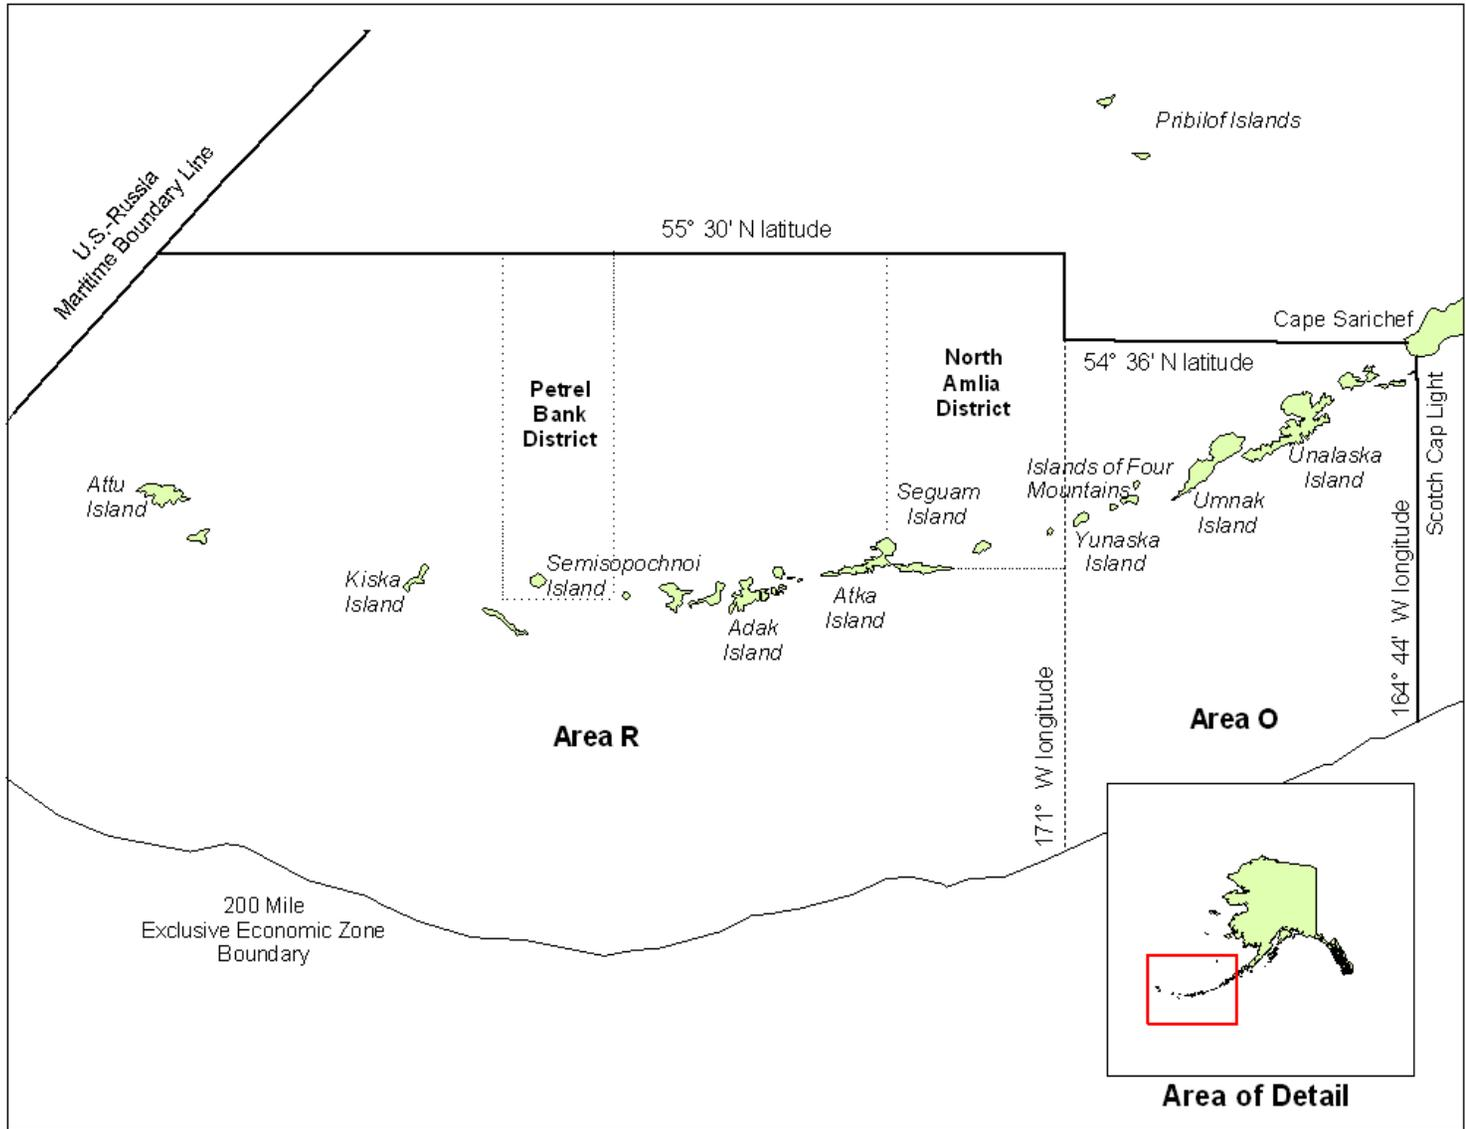 Pribilof Islands
U.S.-Russia
Maritime Boundary Line
55° 30' N latitude
Cape Sarichef
54° 36' N latitude
North
Amlia
District
Petrel
Bank
District
Scotch Cap Light
Islands of Four
Mountains
Unalaska
Island
Attu
Island
Seguam
Island
Umnak
Island
Yunaska
Island
Semisopochnoi
Island
Kiska
Island
Atka
Island
Adak
Island
164° 44' W longitude
171° W longitude
Area R
Area O
200 Mile
Exclusive Economic Zone
Boundary
Area of Detail